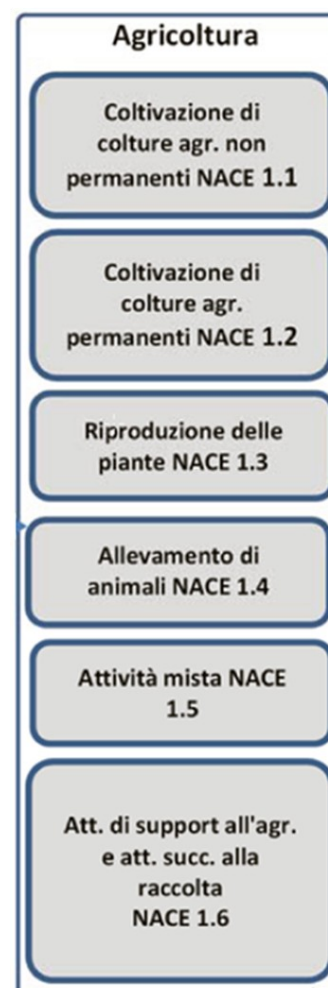 Agricoltura
Coltivazione di
colture agr. non
permanenti NACE 1.1
Coltivazione di
colture agr.
permanenti NACE 1.2
Riproduzione delle
piante NACE 1.3
Allevamento di
animali NACE 1.4
Attività mista NACE
1.5
Att. di support all'agr.
e att. succ. alla
raccolta
NACE 1.6